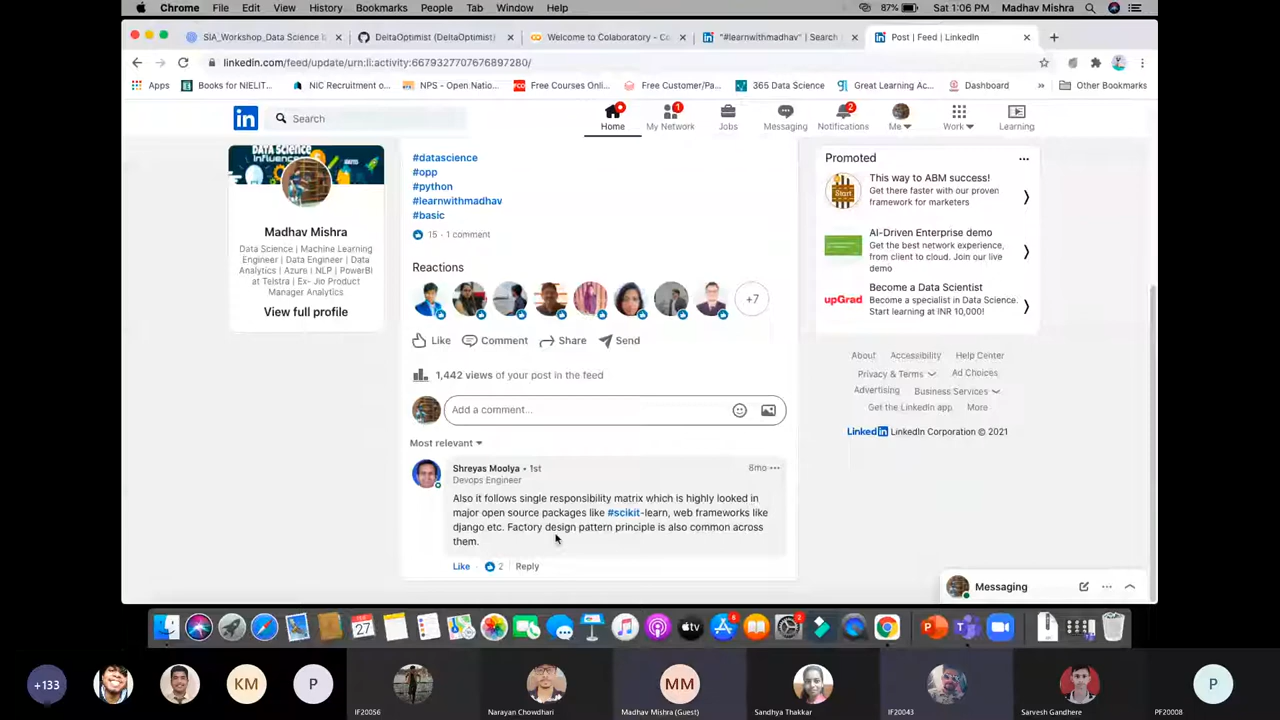 Chrome File Edit View History Bookmarks People Tab Window Help
87% Sat 1:06 PM Madhav Mishra
SIA_Workshop_Data Science b
DeltaOptimist (DeltaOptimist)
Welcome to Colaboratory - Co
"#learnwithmadhav" | Search
Post | Feed | LinkedIn
linkedin.com/feed/update/urn:li:activity:6679327707676897280/
Apps Books for NIELIT... NIC Recruitment o... NPS - Open Natio... Free Courses Onli... Free Customer/Pa... 365 Data Science Great Learning Ac... Dashboard » Other Bookmarks
in Search
Home My Network Jobs Messaging Notifications Me Work Learning
1
2
DATA SCIENCE
Madhav Mishra
Data Science | Machine Learning
Engineer | Data Engineer | Data
Analytics | Azure | NLP | PowerBI
at Telstra | Ex- Jio Product
Manager Analytics
View full profile
#datascience
#opp
#python
#learnwithmadhav
#basic
15 · 1 comment
Reactions
+7
Like Comment Share Send
1,442 views of your post in the feed
Add a comment...
Most relevant
Shreyas Moolya • 1st
6mo
Devops Engineer
Also it follows single responsibility matrix which is highly looked in
major open source packages like #scikit-learn, web frameworks like
django etc. Factory design pattern principle is also common across
them.
Like · 2 | Reply
Promoted
Start
This way to ABM success!
Get there faster with our proven
framework for marketers
AI-Driven Enterprise demo
Get the best network experience,
from client to cloud. Join our live
demo
upGrad
Become a Data Scientist
Become a specialist in Data Science.
Start learning at INR 10,000!
About Accessibility Help Center
Privacy & Terms Ad Choices
Advertising Business Services
Get the LinkedIn app More
LinkedIn LinkedIn Corporation © 2021
Messaging
27
tv
+133
KM
P
MM
P
IF20056
Narayan Chowdhari
Madhav Mishra (Guest)
Sandhya Thakkar
IF20043
Sarvesh Gandhere
PF20008